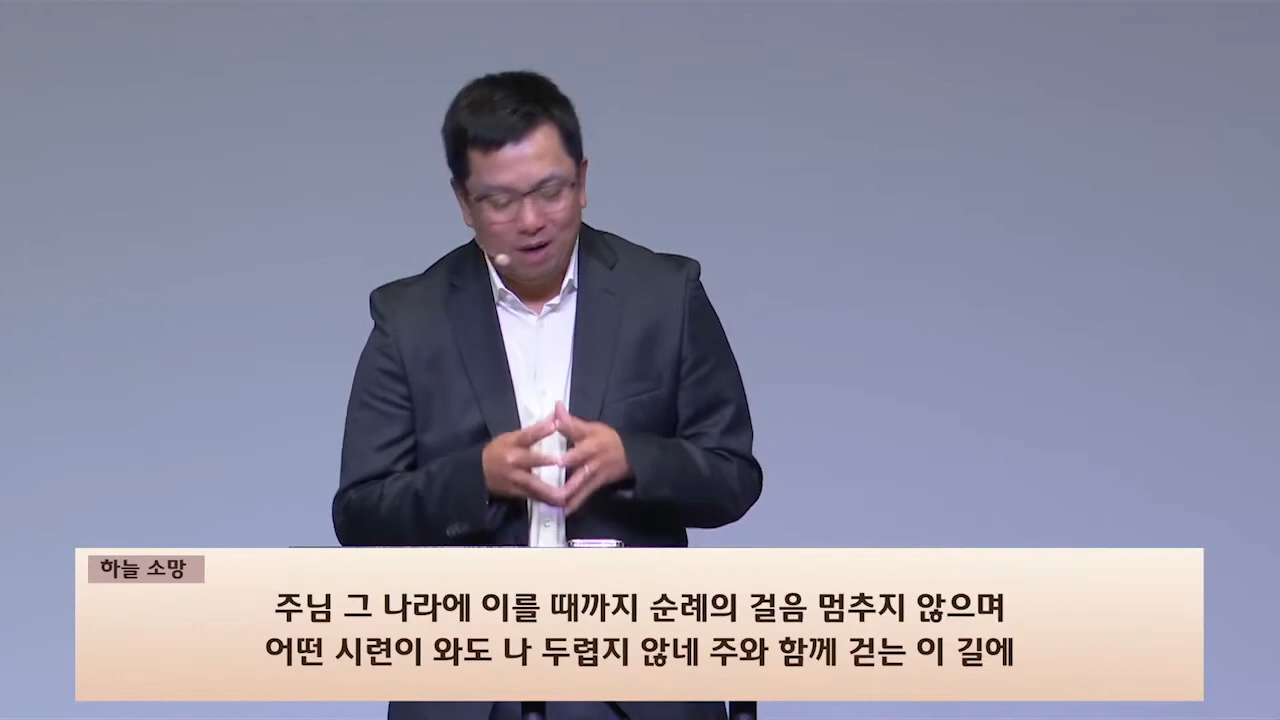 하늘 소망
주님 그 나라에 이를 때까지 순례의 걸음 멈추지 않으며
어떤 시련이 와도 나 두렵지 않네 주와 함께 걷는 이 길에